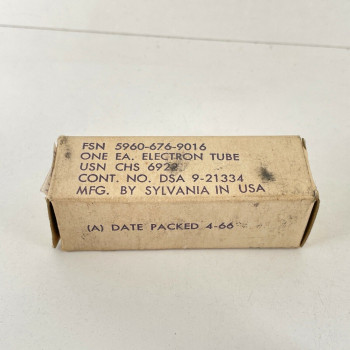 FSN 5960-676-9016
ONE EA. ELECTRON TUBE
USN CHS 6922
CONT. NO. DSA 9-21334
MFG. BY SYLVANIA IN USA
(A) DATE PACKED 4-66